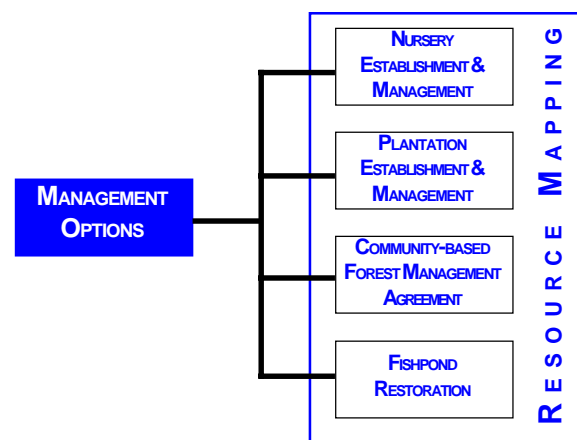 MANAGEMENT
OPTIONS
NURSERY
ESTABLISHMENT &
MANAGEMENT
PLANTATION
ESTABLISHMENT &
MANAGEMENT
COMMUNITY-BASED
FOREST MANAGEMENT
AGREEMENT
FISHPOND
RESTORATION
RESOURCE MAPPING